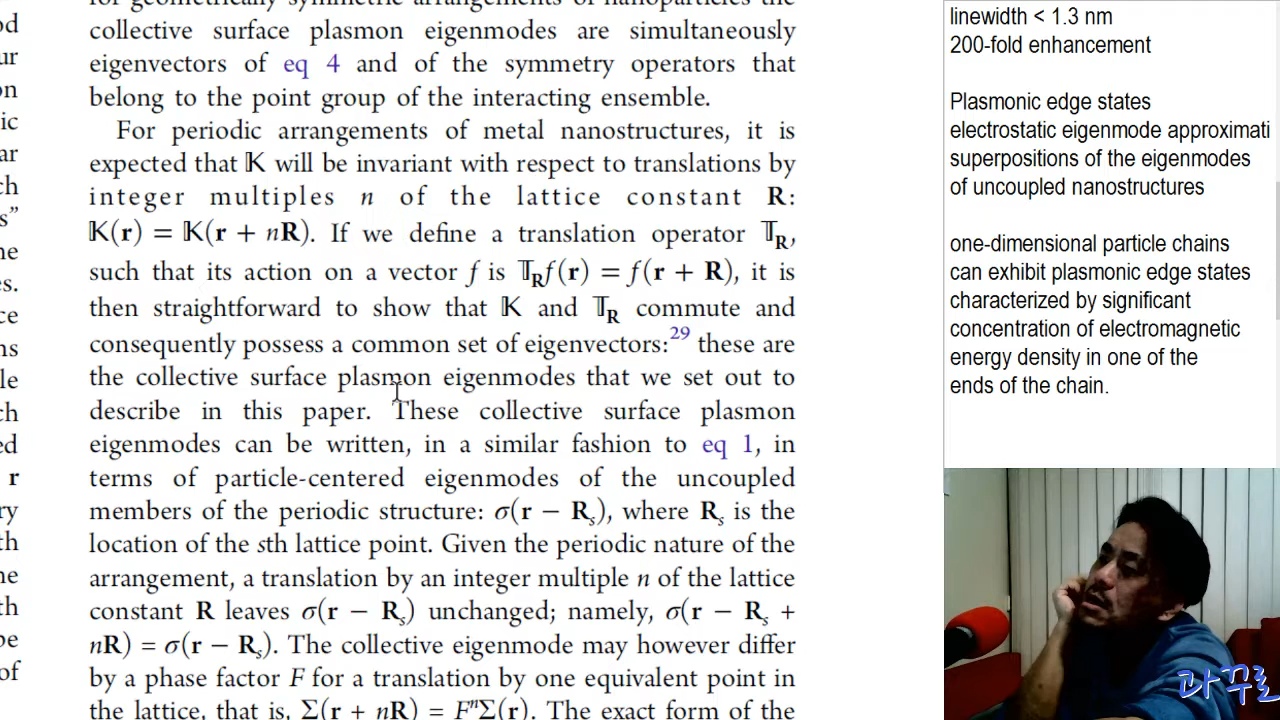 for geometrically symmetric arrangements of nanoparticles the
collective surface plasmon eigenmodes are simultaneously
eigenvectors of eq 4 and of the symmetry operators that
belong to the point group of the interacting ensemble.
For periodic arrangements of metal nanostructures, it is
expected that 𝕂 will be invariant with respect to translations by
integer multiples n of the lattice constant R:
𝕂(r) = 𝕂(r + nR). If we define a translation operator 𝕋R,
such that its action on a vector f is 𝕋Rf(r) = f(r + R), it is
then straightforward to show that 𝕂 and 𝕋R commute and
consequently possess a common set of eigenvectors:29 these are
the collective surface plasmon eigenmodes that we set out to
describe in this paper. These collective surface plasmon
eigenmodes can be written, in a similar fashion to eq 1, in
terms of particle-centered eigenmodes of the uncoupled
members of the periodic structure: σ(r − Rs), where Rs is the
location of the sth lattice point. Given the periodic nature of the
arrangement, a translation by an integer multiple n of the lattice
constant R leaves σ(r − Rs) unchanged; namely, σ(r − Rs +
nR) = σ(r − Rs). The collective eigenmode may however differ
by a phase factor F for a translation by one equivalent point in
the lattice, that is, Σ(r + nR) = FnΣ(r). The exact form of the
linewidth < 1.3 nm
200-fold enhancement
Plasmonic edge states
electrostatic eigenmode approximati
superpositions of the eigenmodes
of uncoupled nanostructures
one-dimensional particle chains
can exhibit plasmonic edge states
characterized by significant
concentration of electromagnetic
energy density in one of the
ends of the chain.
과꾸로